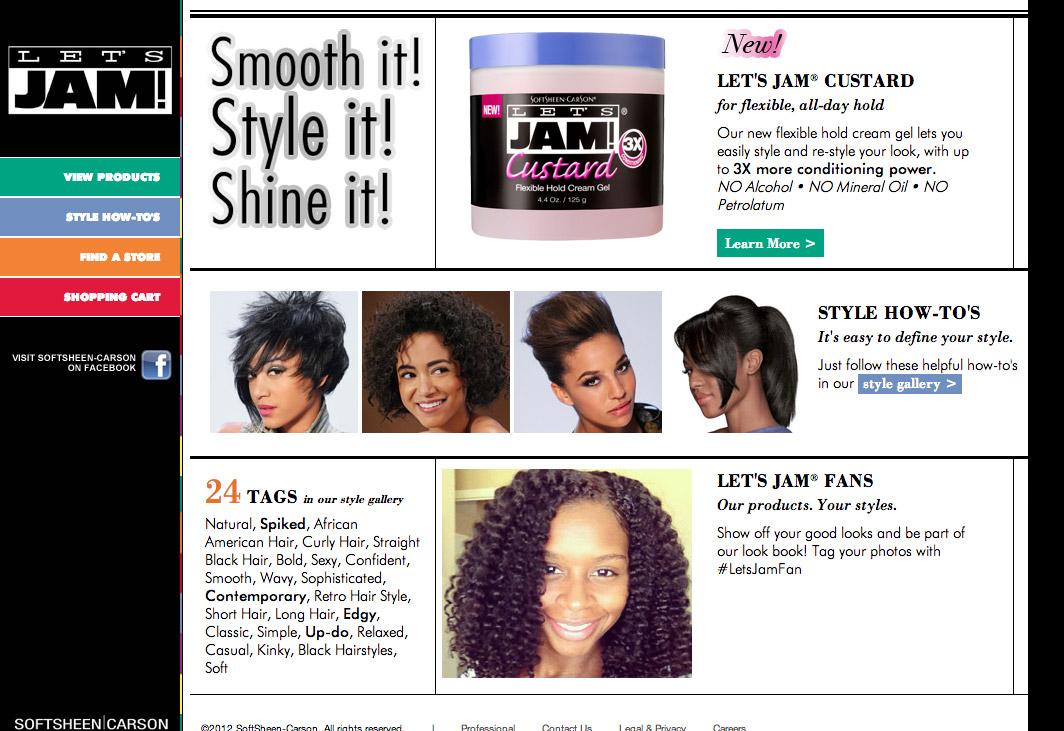 LET'S
JAM!
VIEW PRODUCTS
STYLE HOW-TO'S
FIND A STORE
SHOPPING CART
VISIT SOFTSHEEN-CARSON
ON FACEBOOK
f
SOFTSHEEN|CARSON
Smooth it!
Style it!
Shine it!
SOFTSHEEN-CARSON®
NEW!
LET'S
JAM!®
3X
Custard
Flexible Hold Cream Gel
4.4 Oz. / 125 g
New!
LET'S JAM® CUSTARD
for flexible, all-day hold
Our new flexible hold cream gel lets you
easily style and re-style your look, with up
to 3X more conditioning power.
NO Alcohol • NO Mineral Oil • NO
Petrolatum
Learn More >
STYLE HOW-TO'S
It's easy to define your style.
Just follow these helpful how-to's
in our style gallery >
24 TAGS in our style gallery
Natural, Spiked, African
American Hair, Curly Hair, Straight
Black Hair, Bold, Sexy, Confident,
Smooth, Wavy, Sophisticated,
Contemporary, Retro Hair Style,
Short Hair, Long Hair, Edgy,
Classic, Simple, Up-do, Relaxed,
Casual, Kinky, Black Hairstyles,
Soft
LET'S JAM® FANS
Our products. Your styles.
Show off your good looks and be part of
our look book! Tag your photos with
#LetsJamFan
©2012 SoftSheen-Carson. All rights reserved. | Professional Contact Us Legal & Privacy Careers